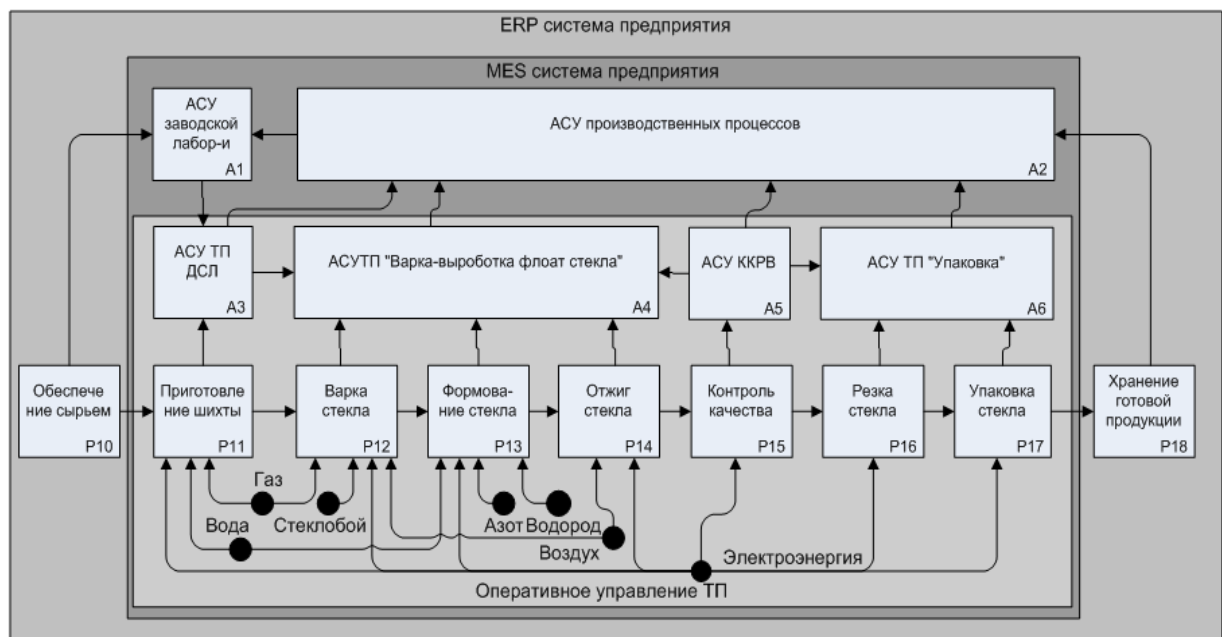 ERP система предприятия
MES система предприятия
АСУ
заводской
лабор-и
A1
АСУ производственных процессов
A2
АСУ ТП
ДСЛ
A3
АСУТП "Варка-выроботка флоат стекла"
A4
АСУ ККРВ
A5
АСУ ТП "Упаковка"
A6
Обеспече
ние сырьем
P10
Приготовле
ние шихты
P11
Варка
стекла
P12
Формова-
ние стекла
P13
Отжиг
стекла
P14
Контроль
качества
P15
Резка
стекла
P16
Упаковка
стекла
P17
Хранение
готовой
продукции
P18
Газ
Вода
Стеклобой
Азот
Водород
Воздух
Электроэнергия
Оперативное управление ТП